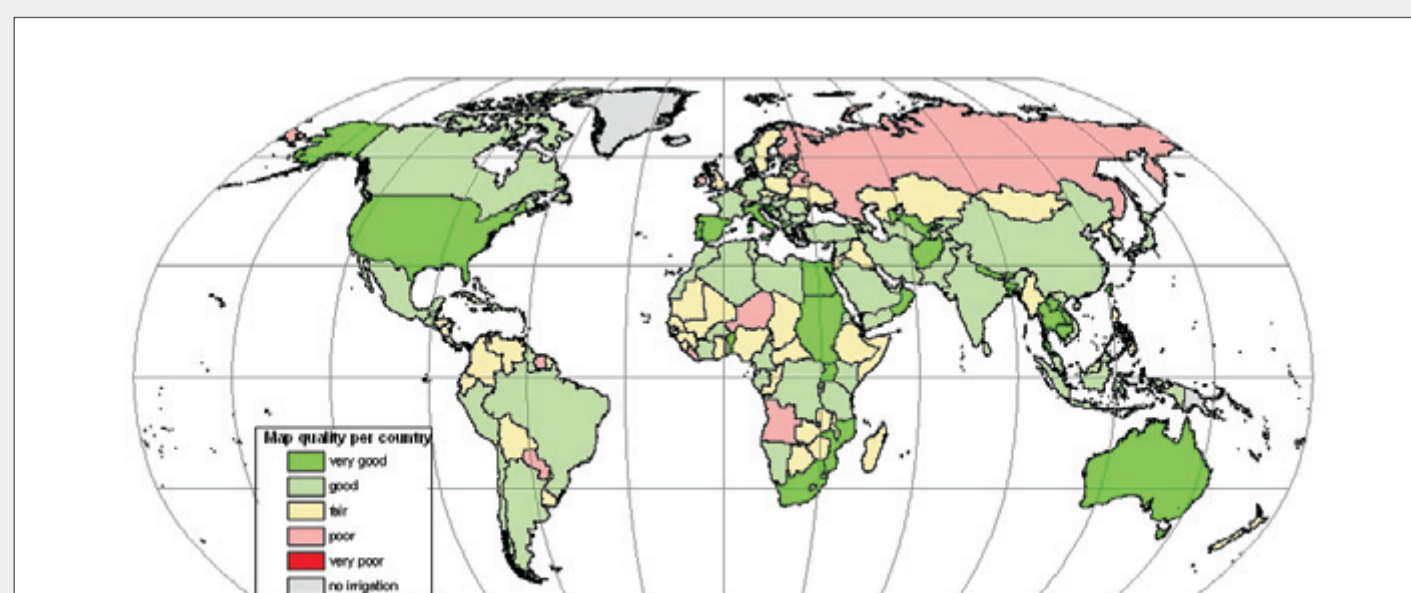 Map quality per country
very good
good
fair
poor
very poor
no irrigation